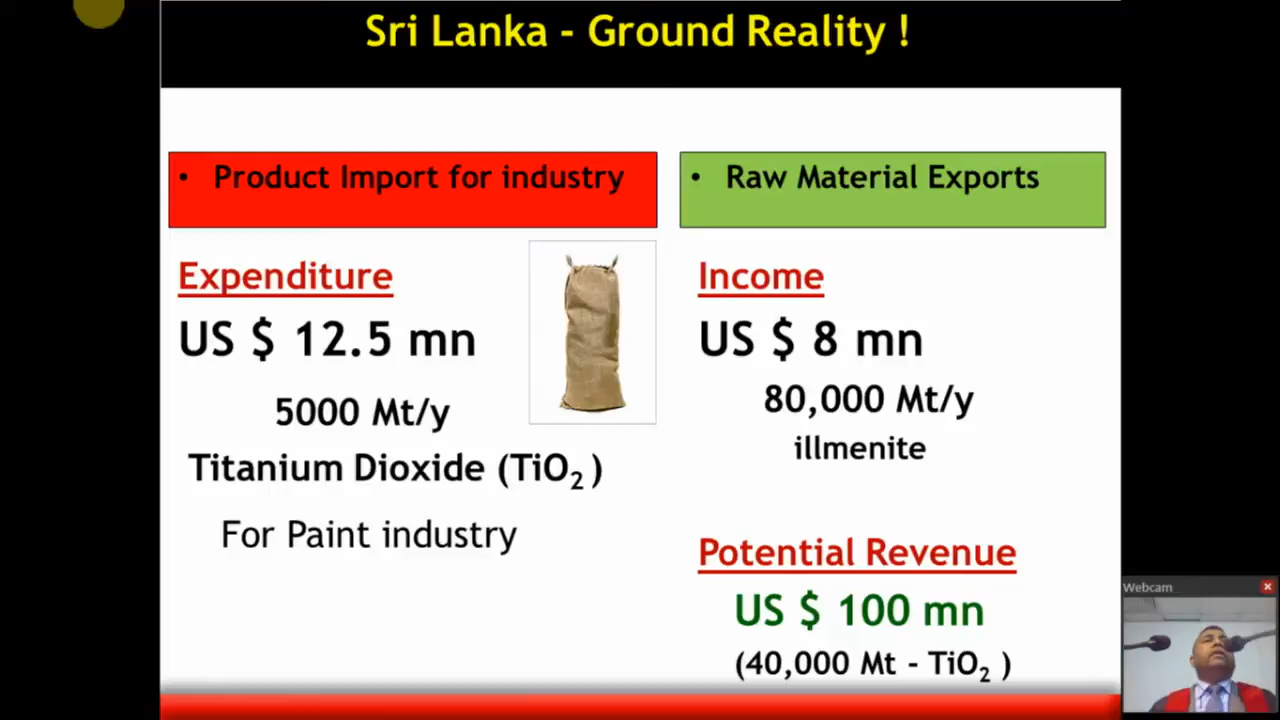 Sri Lanka - Ground Reality !
• Product Import for industry
Expenditure
US $ 12.5 mn
5000 Mt/y
Titanium Dioxide (TiO₂ )
For Paint industry
• Raw Material Exports
Income
US $ 8 mn
80,000 Mt/y
illmenite
Potential Revenue
US $ 100 mn
(40,000 Mt - TiO₂ )
Webcam